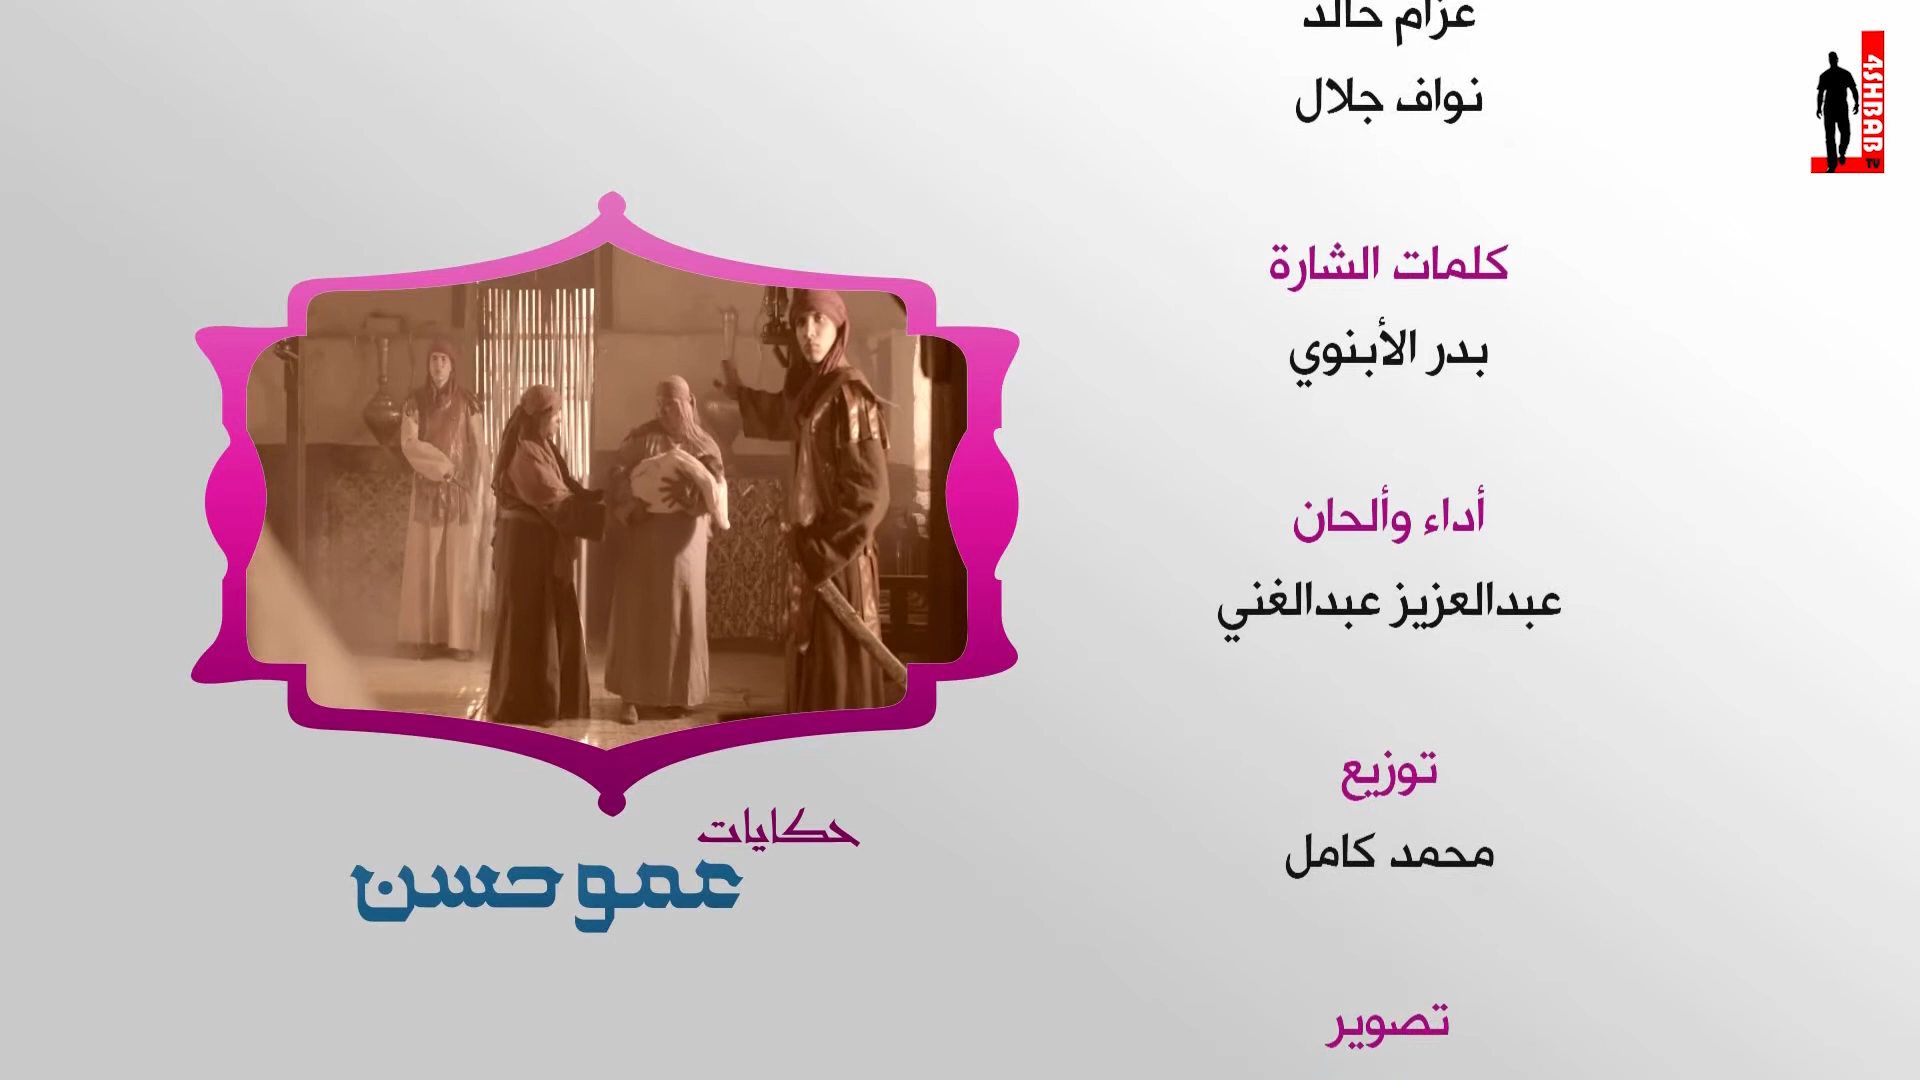 عزام خالد
نواف جلال
كلمات الشارة
بدر الأبنوي
أداء وألحان
عبدالعزيز عبدالغني
توزيع
محمد كامل
تصوير
حكايات
عمو حسن
4SHBAB
TV